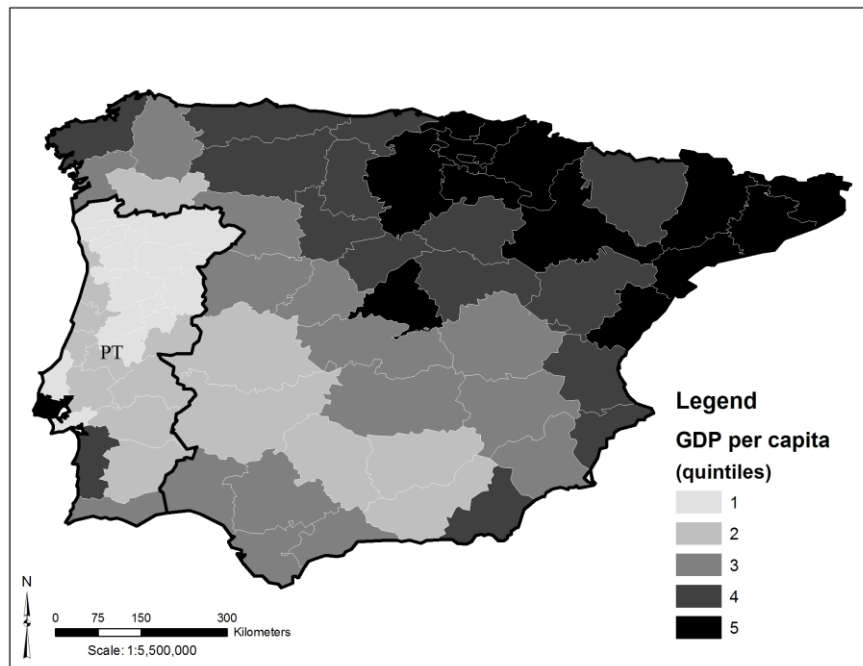 PT
Legend
GDP per capita
(quintiles)
1
2
3
4
5
N
0 75 150 300
Kilometers
Scale: 1:5,500,000